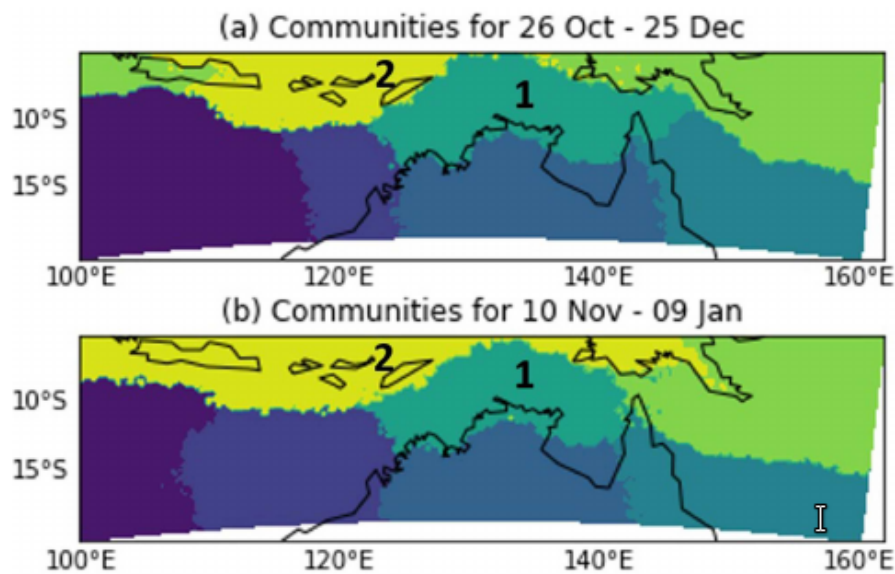 (a) Communities for 26 Oct - 25 Dec
2
1
10°S
15°S
100°E 120°E 140°E 160°E
(b) Communities for 10 Nov - 09 Jan
2
1
10°S
15°S
100°E 120°E 140°E 160°E